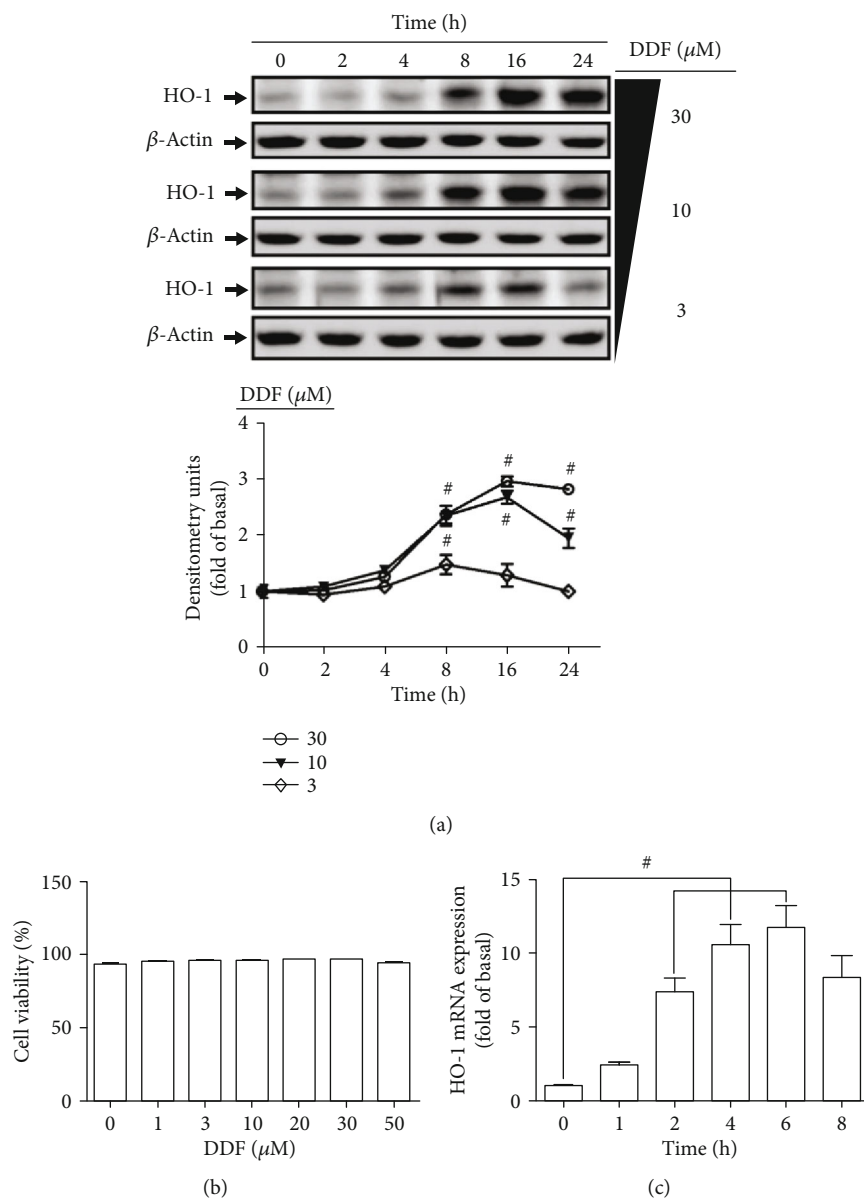 Time (h)
DDF (μM)
0 2 4 8 16 24
HO-1
30
β-Actin
HO-1
10
β-Actin
HO-1
3
β-Actin
DDF (μM)
4
3
2
1
0
Densitometry units
(fold of basal)
# # #
# #
#
0 2 4 8 16 24
Time (h)
30
10
3
(a)
150
100
50
0
Cell viability (%)
0 1 3 10 20 30 50
DDF (μM)
(b)
#
15
10
5
0
HO-1 mRNA expression
(fold of basal)
0 1 2 4 6 8
Time (h)
(c)